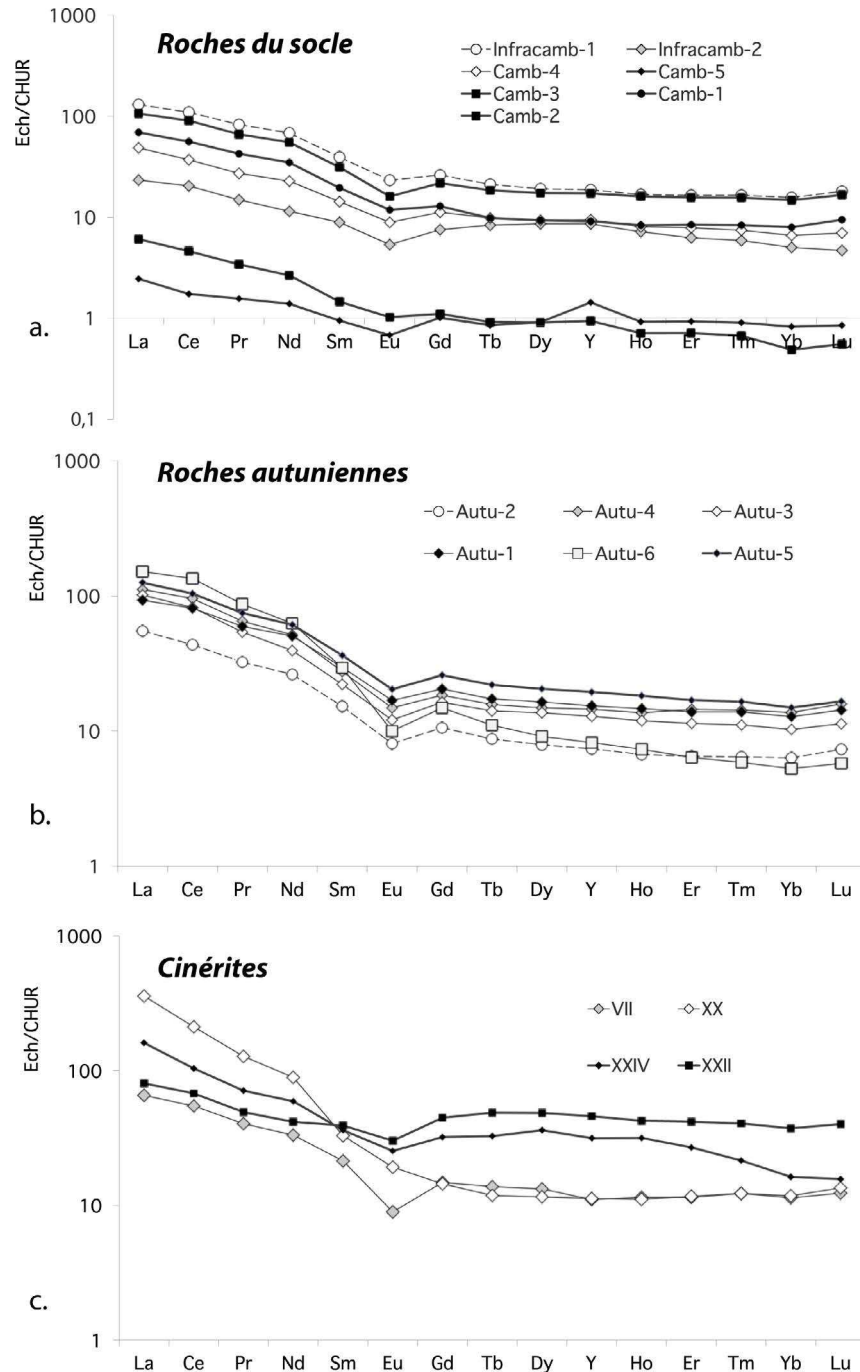 1000
Roches du socle
Infracamb-1 Infracamb-2
Camb-4 Camb-5
Camb-3 Camb-1
Camb-2
Ech/CHUR
100
10
1
La Ce Pr Nd Sm Eu Gd Tb Dy Y Ho Er Tm Yb Lu
a.
0,1
1000
Roches autuniennes
Autu-2 Autu-4 Autu-3
Autu-1 Autu-6 Autu-5
Ech/CHUR
100
10
b.
1
La Ce Pr Nd Sm Eu Gd Tb Dy Y Ho Er Tm Yb Lu
1000
Cinérites
VII XX
XXIV XXII
Ech/CHUR
100
10
c.
1
La Ce Pr Nd Sm Eu Gd Tb Dy Y Ho Er Tm Yb Lu